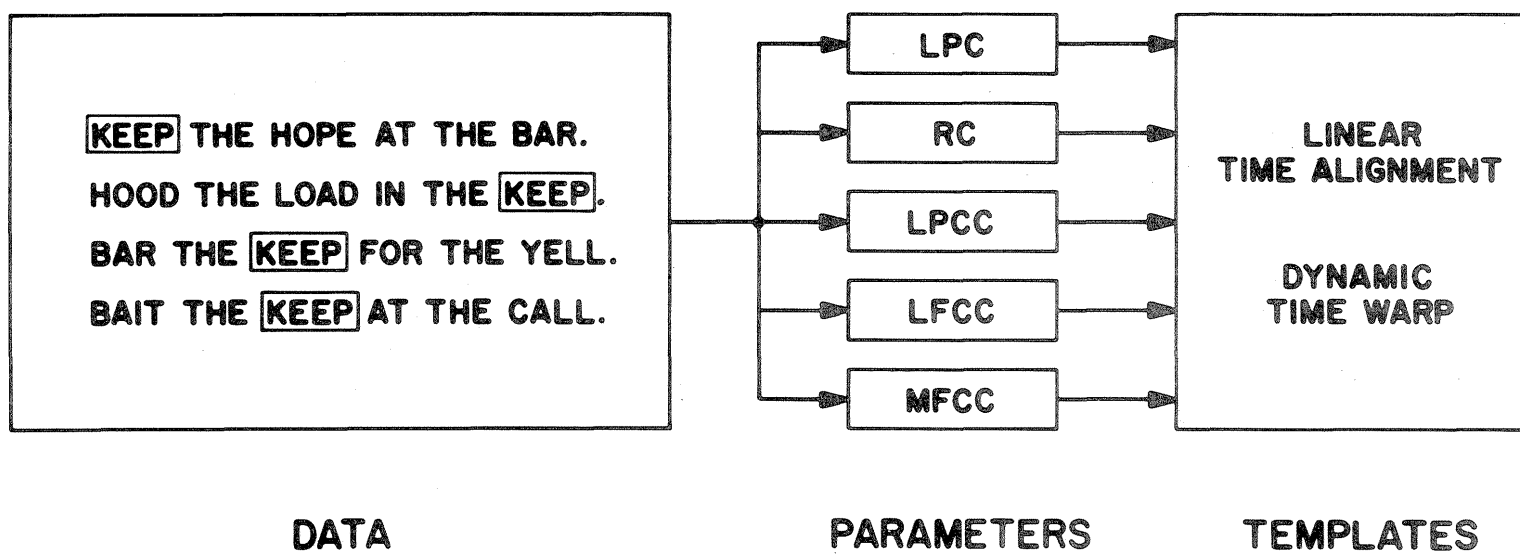 KEEP THE HOPE AT THE BAR.
HOOD THE LOAD IN THE KEEP.
BAR THE KEEP FOR THE YELL.
BAIT THE KEEP AT THE CALL.
LPC
RC
LPCC
LFCC
MFCC
LINEAR
TIME ALIGNMENT
DYNAMIC
TIME WARP
DATA
PARAMETERS
TEMPLATES